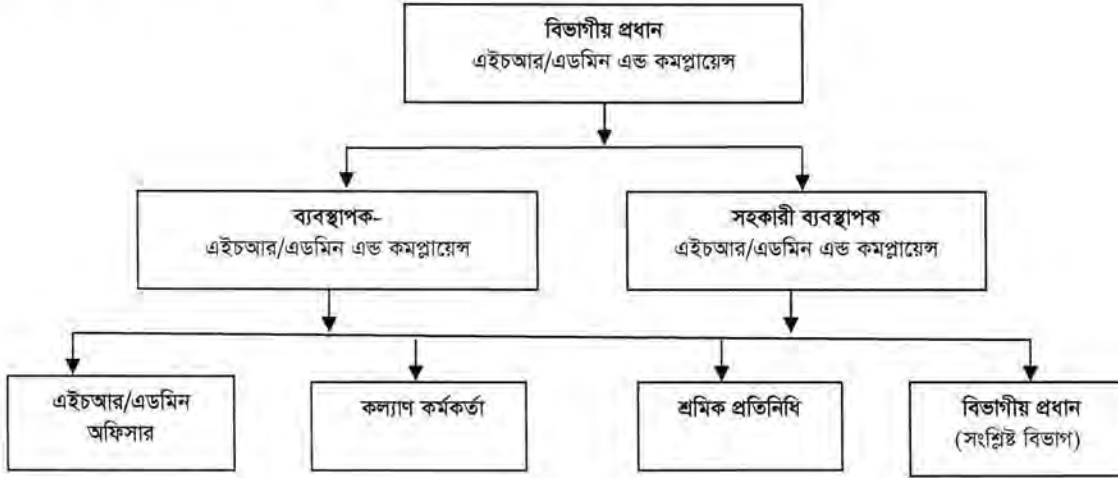 বিভাগীয় প্রধান
এইচআর/এডমিন এন্ড কমপ্লায়েন্স
ব্যবস্থাপক-
এইচআর/এডমিন এন্ড কমপ্লায়েন্স
সহকারী ব্যবস্থাপক
এইচআর/এডমিন এন্ড কমপ্লায়েন্স
এইচআর/এডমিন
অফিসার
কল্যাণ কর্মকর্তা
শ্রমিক প্রতিনিধি
বিভাগীয় প্রধান
(সংশ্লিষ্ট বিভাগ)